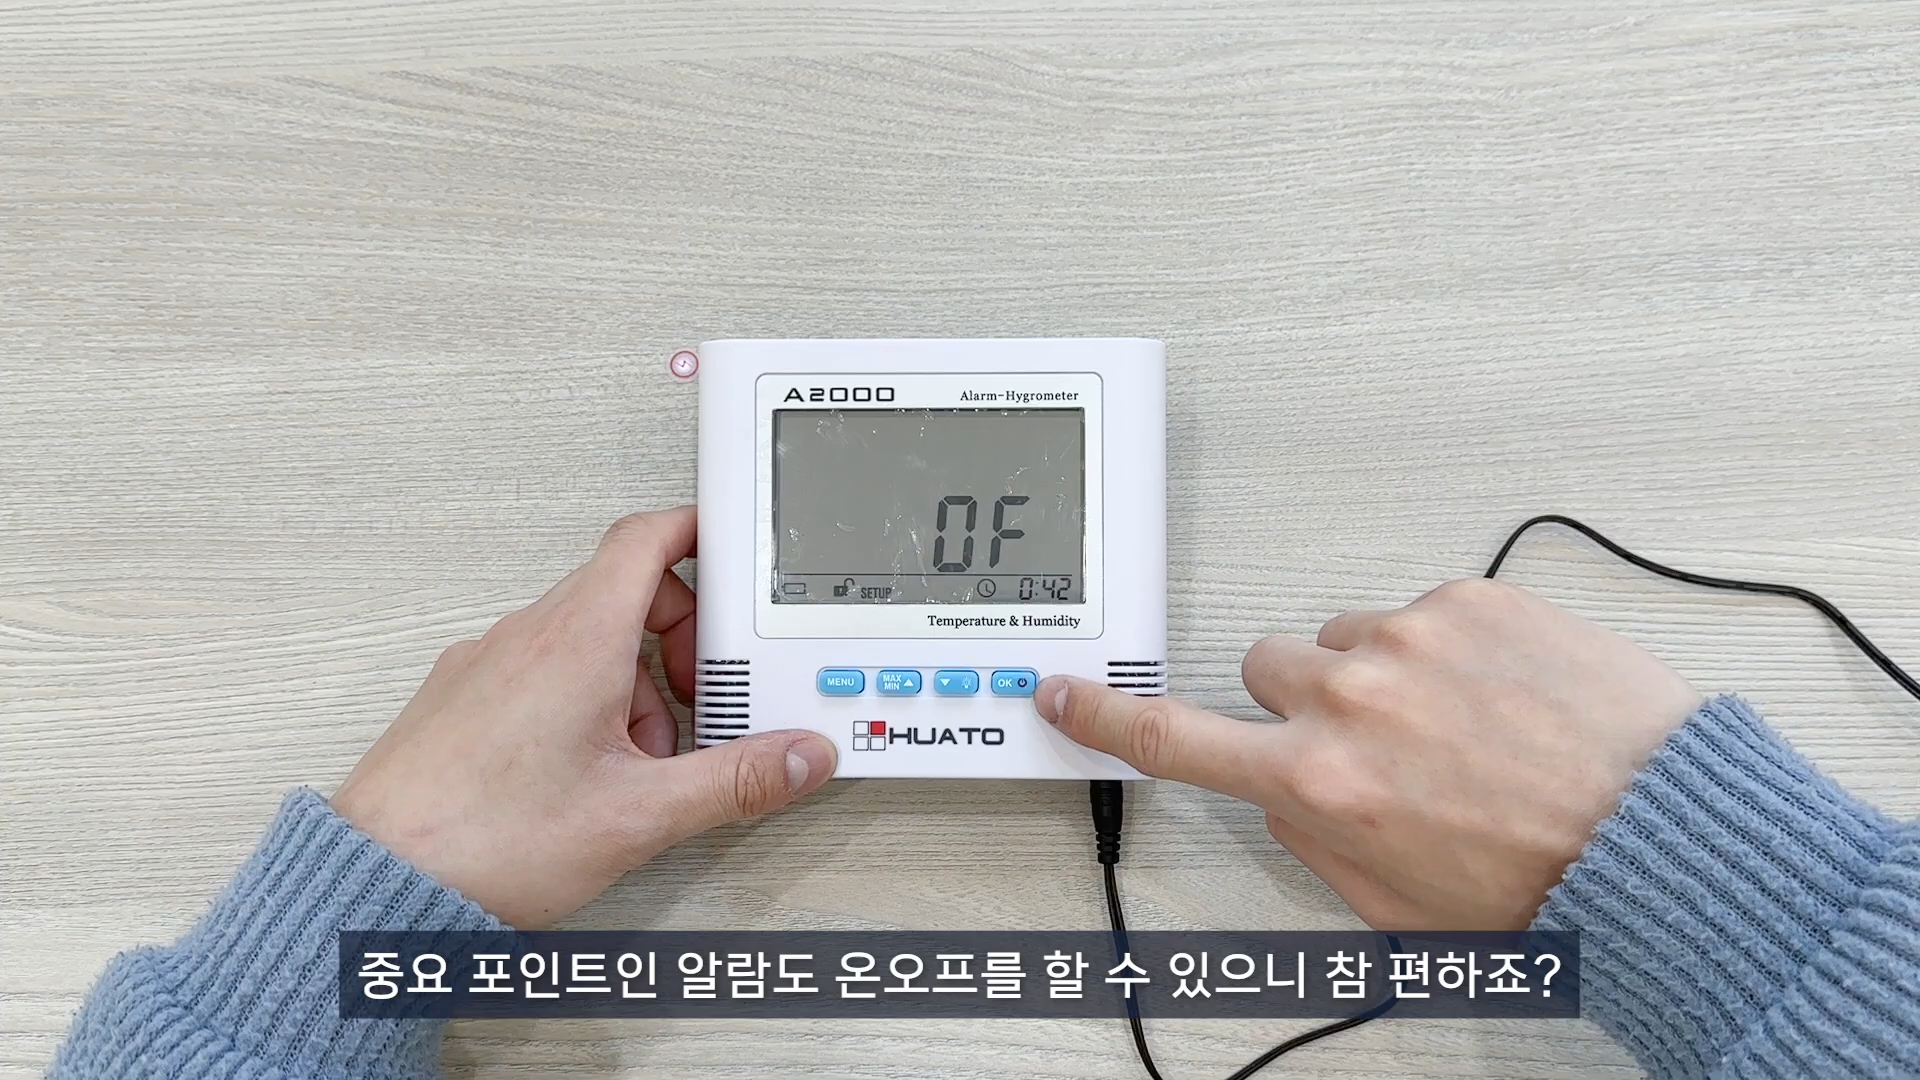 A2000 Alarm-Hygrometer
OF
SETUP 0:42
Temperature & Humidity
MENU MAX MIN OK
HUATO
중요 포인트인 알람도 온오프를 할 수 있으니 참 편하죠?